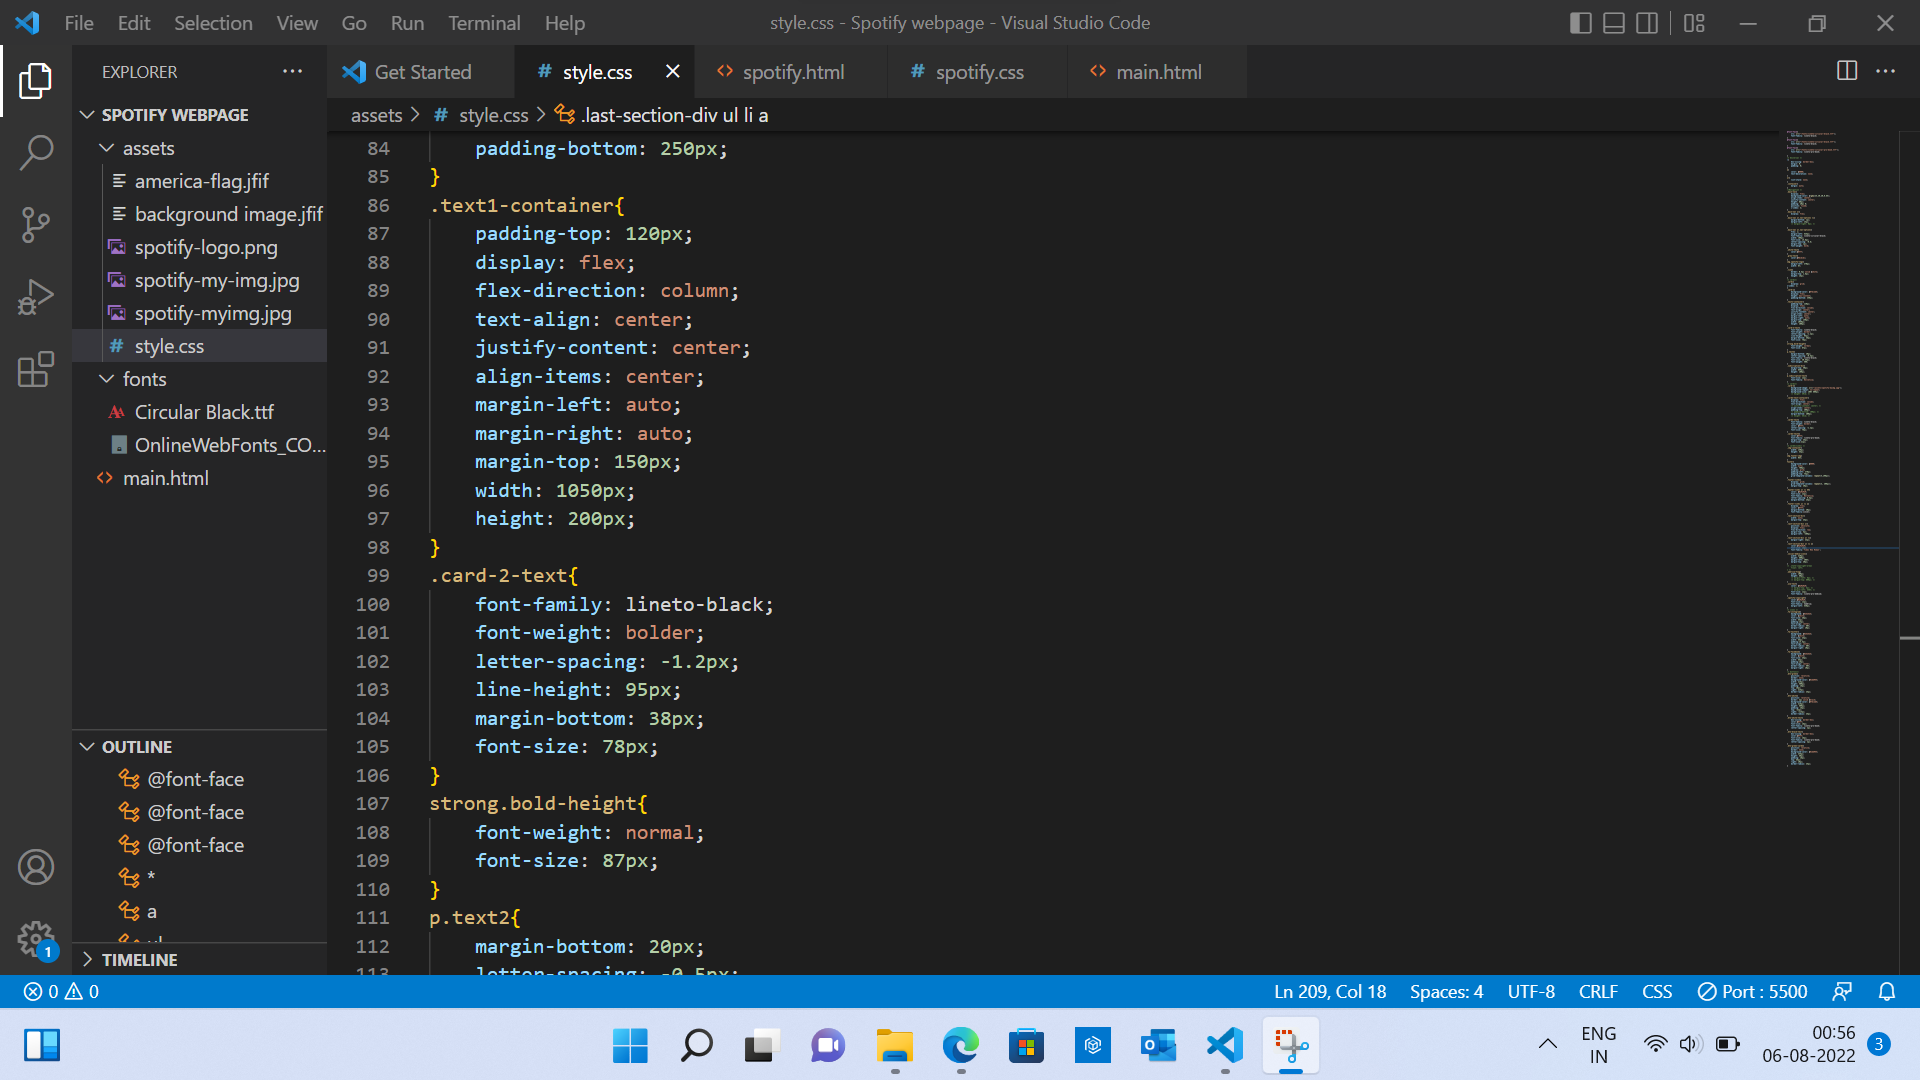 File Edit Selection View Go Run Terminal Help
style.css - Spotify webpage - Visual Studio Code
EXPLORER
SPOTIFY WEBPAGE
assets
america-flag.jfif
background image.jfif
spotify-logo.png
spotify-my-img.jpg
spotify-myimg.jpg
style.css
fonts
Circular Black.ttf
OnlineWebFonts_CO...
main.html
OUTLINE
@font-face
@font-face
@font-face
*
a
ul
TIMELINE
Get Started
# style.css
spotify.html
# spotify.css
main.html
assets > # style.css > .last-section-div ul li a
84 padding-bottom: 250px;
85 }
86 .text1-container{
87 padding-top: 120px;
88 display: flex;
89 flex-direction: column;
90 text-align: center;
91 justify-content: center;
92 align-items: center;
93 margin-left: auto;
94 margin-right: auto;
95 margin-top: 150px;
96 width: 1050px;
97 height: 200px;
98 }
99 .card-2-text{
100 font-family: lineto-black;
101 font-weight: bolder;
102 letter-spacing: -1.2px;
103 line-height: 95px;
104 margin-bottom: 38px;
105 font-size: 78px;
106 }
107 strong.bold-height{
108 font-weight: normal;
109 font-size: 87px;
110 }
111 p.text2{
112 margin-bottom: 20px;
113 letter-spacing: -0.5px;
1
0 0
Ln 209, Col 18 Spaces: 4 UTF-8 CRLF CSS Port : 5500
ENG
IN
00:56
06-08-2022
3